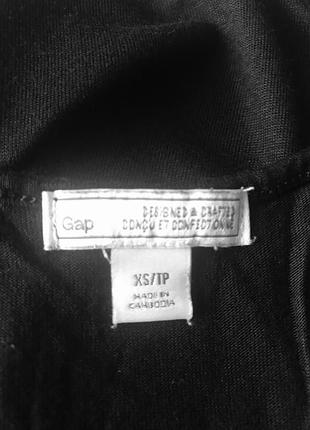 Gap
DESIGNED & CRAFTED
CONÇU ET CONFECTIONNÉ
XS/TP
MADE IN
CAMBODIA